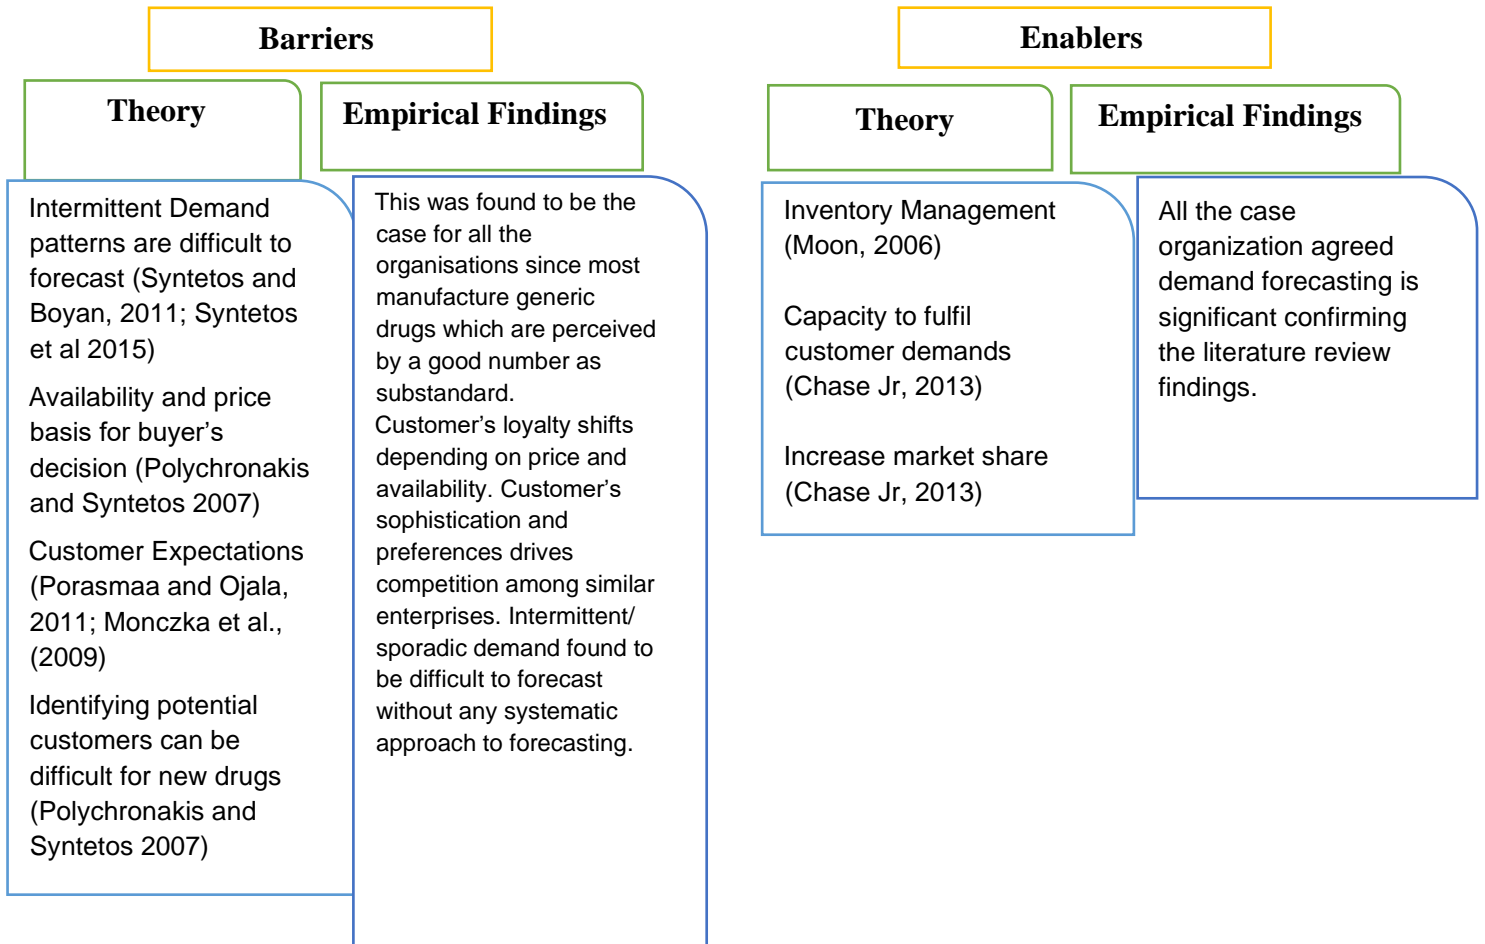 Barriers
Theory
Intermittent Demand
patterns are difficult to
forecast (Syntetos and
Boyan, 2011; Syntetos
et al 2015)
Availability and price
basis for buyer’s
decision (Polychronakis
and Syntetos 2007)
Customer Expectations
(Porasmaa and Ojala,
2011; Monczka et al.,
(2009)
Identifying potential
customers can be
difficult for new drugs
(Polychronakis and
Syntetos 2007)
Empirical Findings
This was found to be the
case for all the
organisations since most
manufacture generic
drugs which are perceived
by a good number as
substandard.
Customer’s loyalty shifts
depending on price and
availability. Customer’s
sophistication and
preferences drives
competition among similar
enterprises. Intermittent/
sporadic demand found to
be difficult to forecast
without any systematic
approach to forecasting.
Enablers
Theory
Inventory Management
(Moon, 2006)
Capacity to fulfil
customer demands
(Chase Jr, 2013)
Increase market share
(Chase Jr, 2013)
Empirical Findings
All the case
organization agreed
demand forecasting is
significant confirming
the literature review
findings.